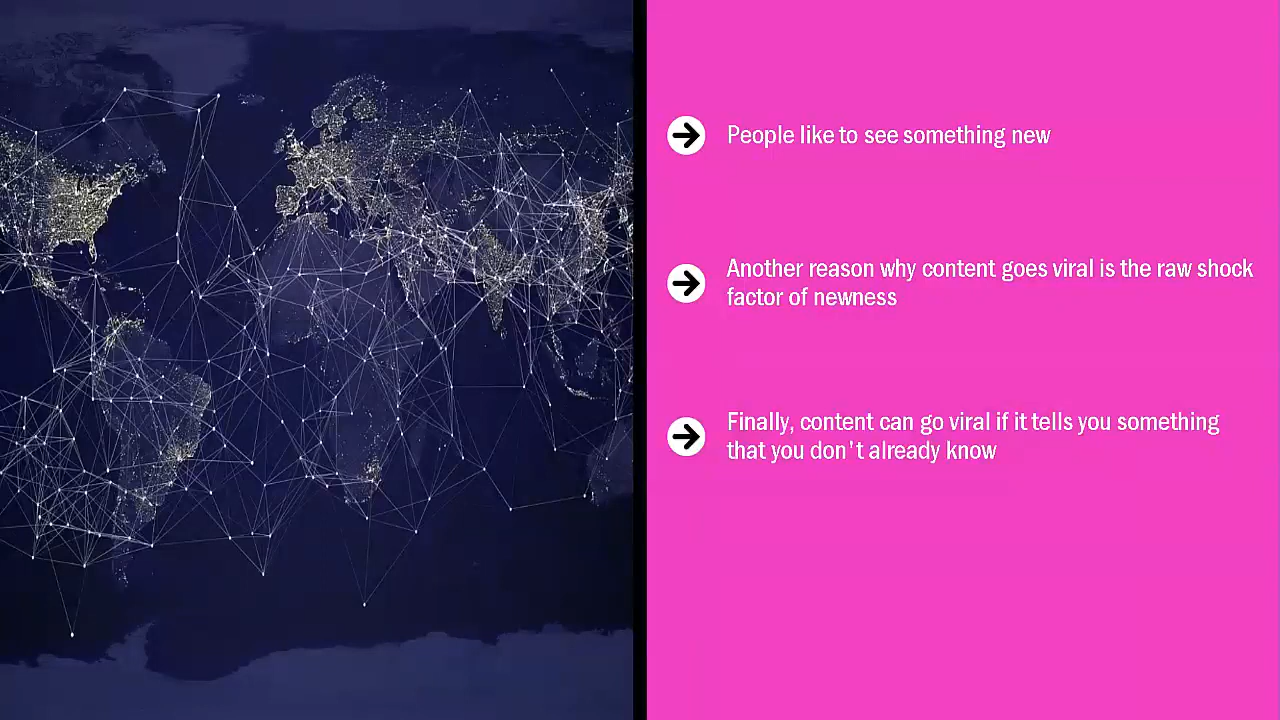 People like to see something new
Another reason why content goes viral is the raw shock
factor of newness
Finally, content can go viral if it tells you something
that you don't already know